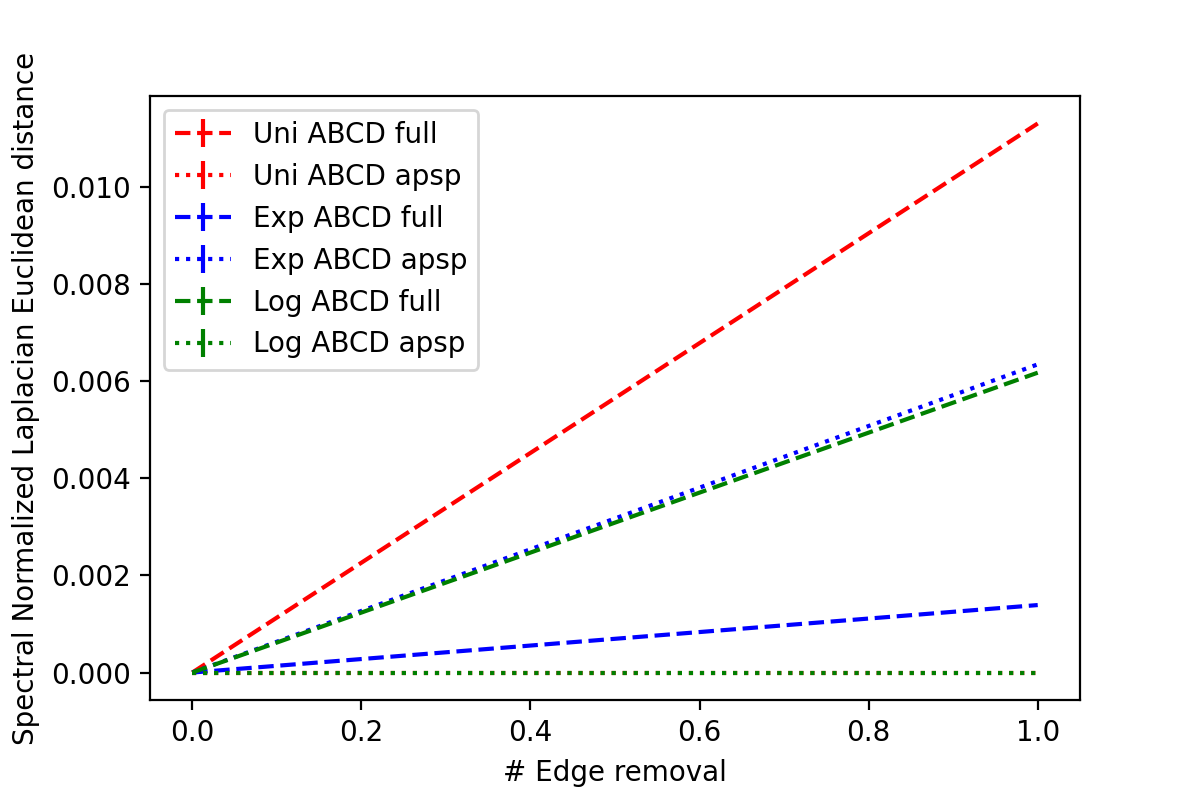 Spectral Normalized Laplacian Euclidean distance
0.010
0.008
0.006
0.004
0.002
0.000
Uni ABCD full
Uni ABCD apsp
Exp ABCD full
Exp ABCD apsp
Log ABCD full
Log ABCD apsp
0.0 0.2 0.4 0.6 0.8 1.0
# Edge removal